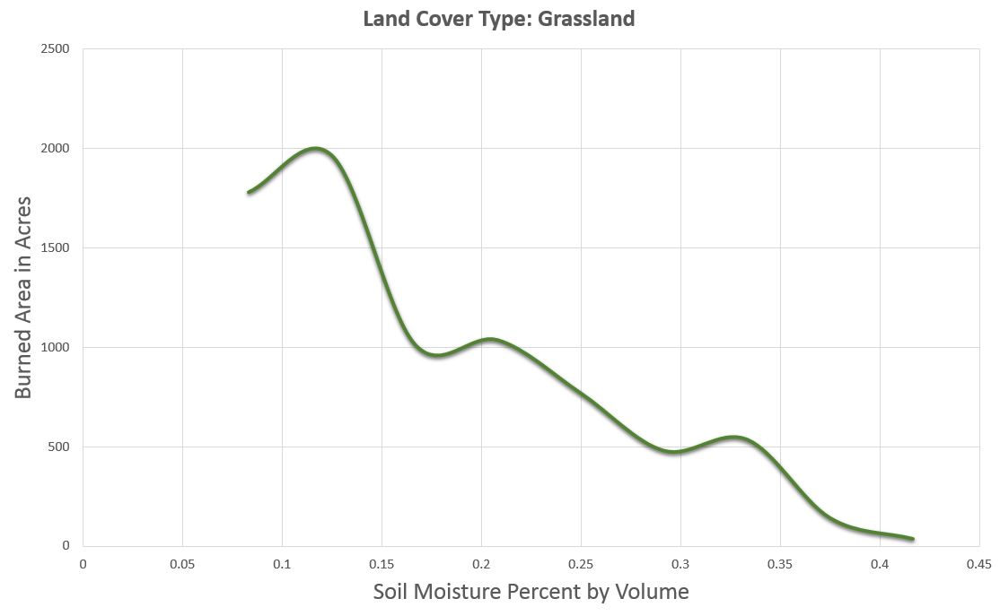 Land Cover Type: Grassland
2500
2000
1500
1000
500
0
Burned Area in Acres
0 0.05 0.1 0.15 0.2 0.25 0.3 0.35 0.4 0.45
Soil Moisture Percent by Volume